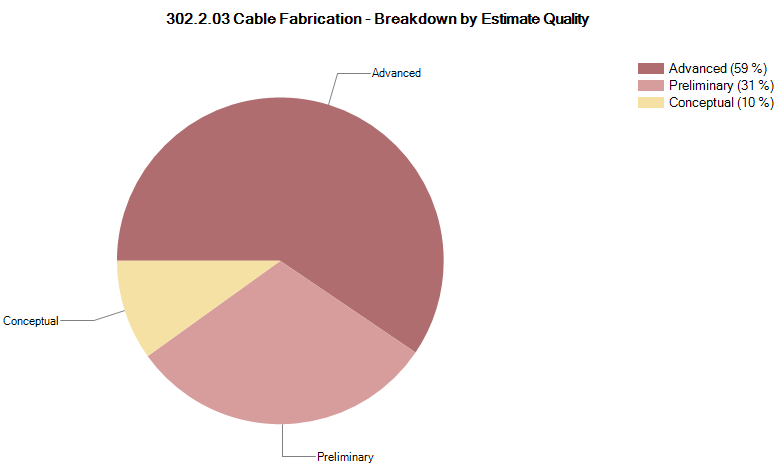 302.2.03 Cable Fabrication - Breakdown by Estimate Quality
Advanced
Advanced (59 %)
Preliminary (31 %)
Conceptual (10 %)
Conceptual
Preliminary